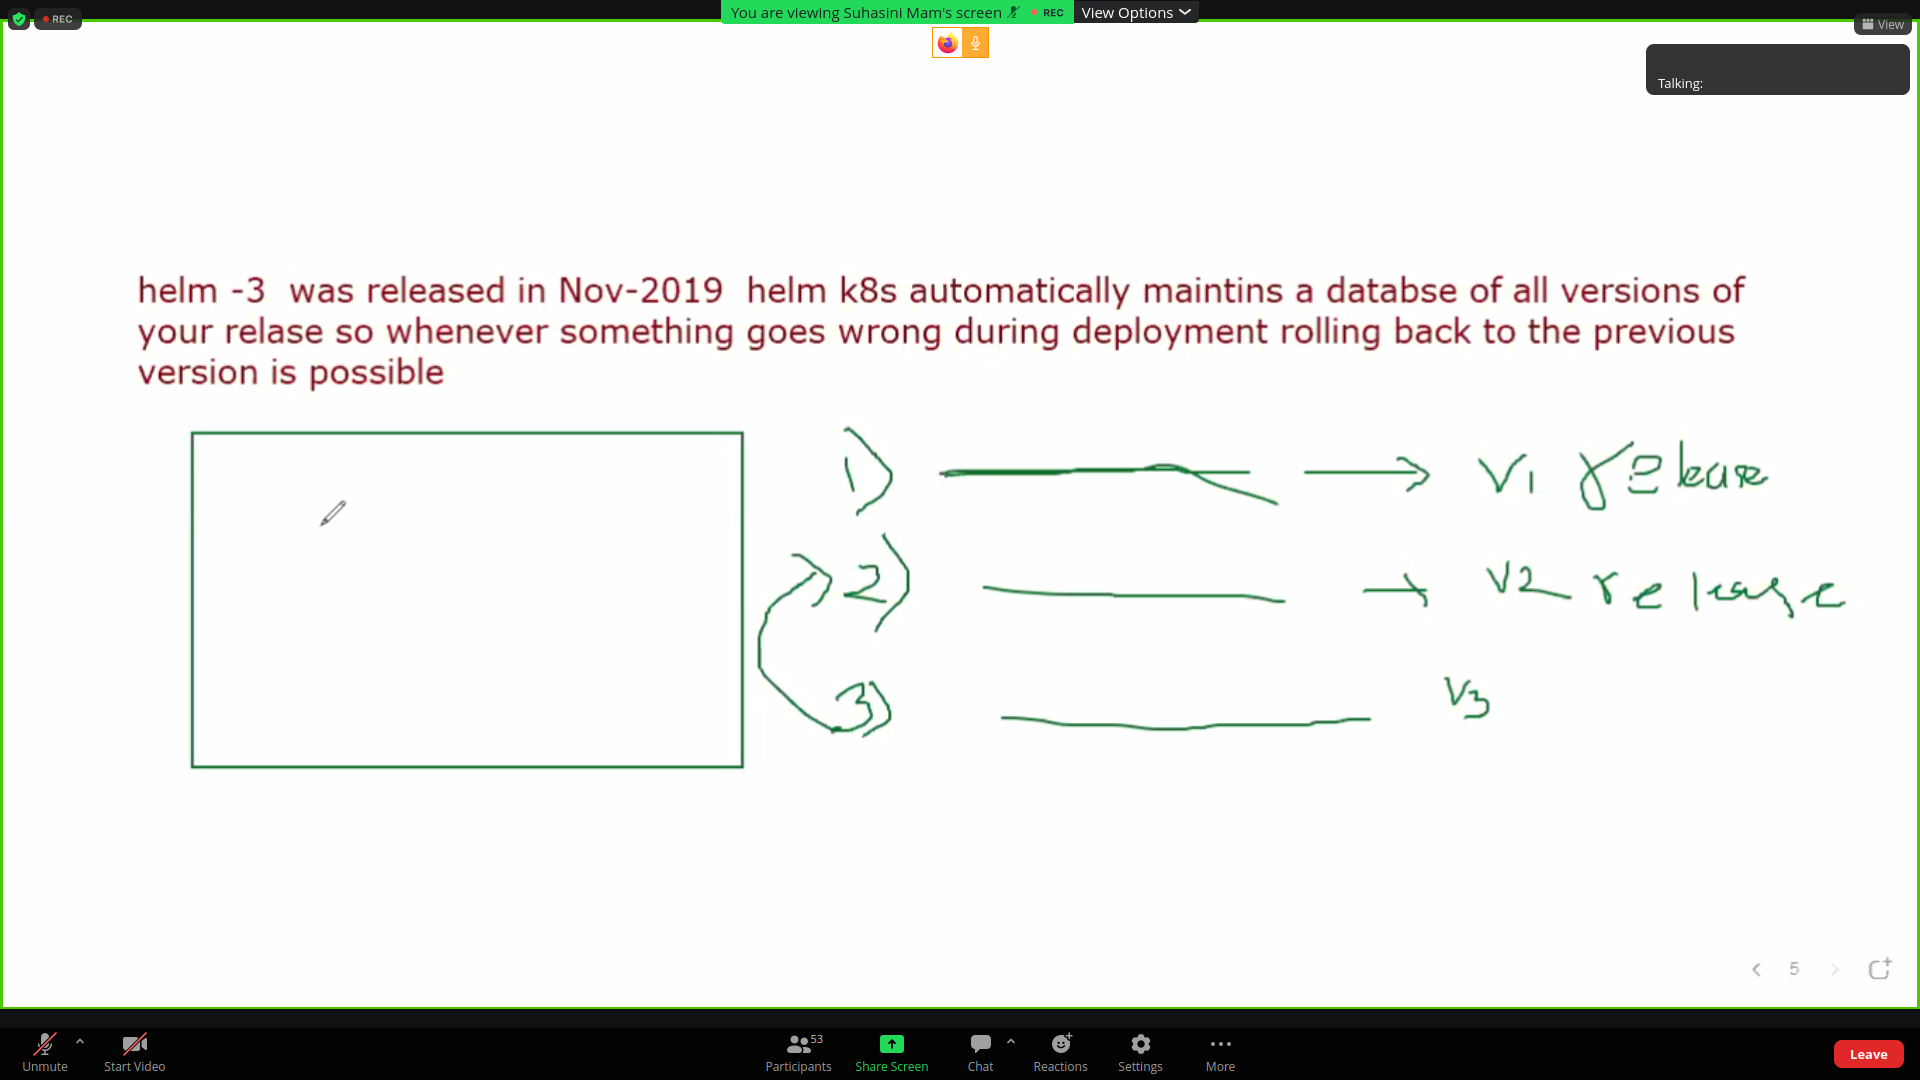 REC
You are viewing Suhasini Mam's screen REC View Options
View
Talking:
helm -3 was released in Nov-2019 helm k8s automatically maintins a databse of all versions of
your relase so whenever something goes wrong during deployment rolling back to the previous
version is possible
1) V1 release
2) V2 release
3) V3
5
53
Unmute Start Video Participants Share Screen Chat Reactions Settings More Leave